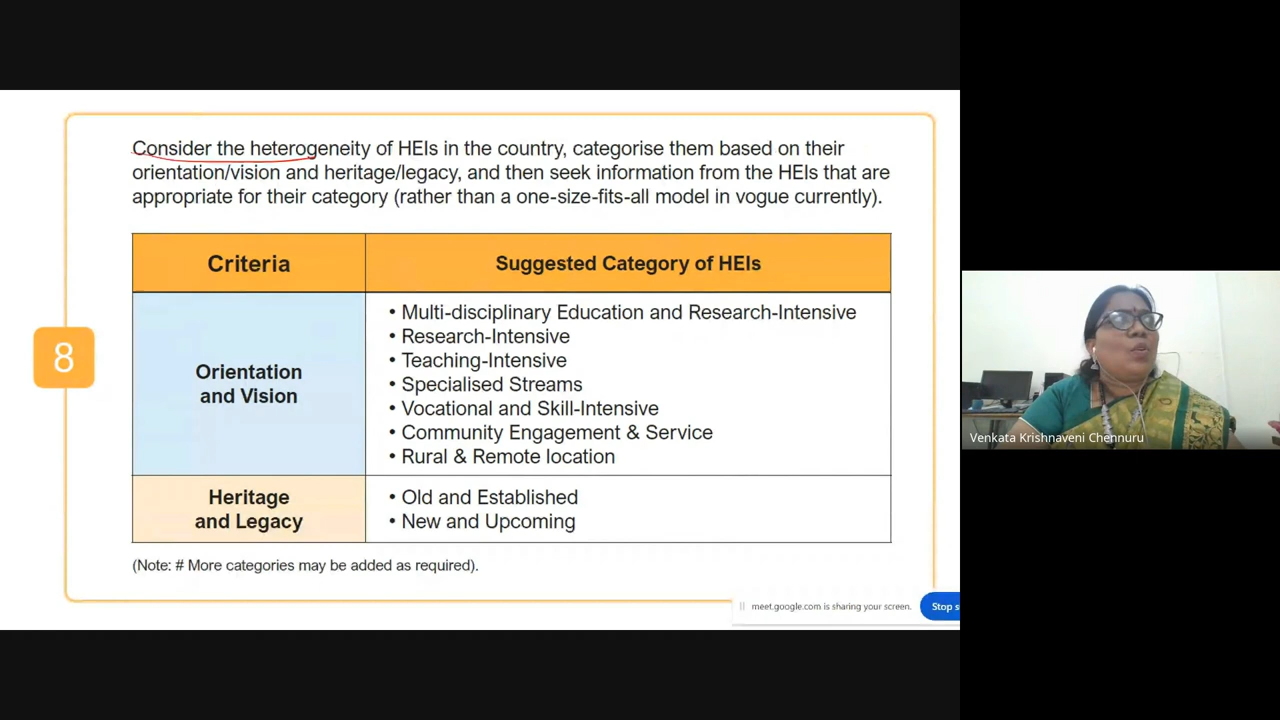 Consider the heterogeneity of HEIs in the country, categorise them based on their
orientation/vision and heritage/legacy, and then seek information from the HEIs that are
appropriate for their category (rather than a one-size-fits-all model in vogue currently).
Criteria
Suggested Category of HEIs
8
Orientation
and Vision
• Multi-disciplinary Education and Research-Intensive
• Research-Intensive
• Teaching-Intensive
• Specialised Streams
• Vocational and Skill-Intensive
• Community Engagement & Service
• Rural & Remote location
Heritage
and Legacy
• Old and Established
• New and Upcoming
(Note: # More categories may be added as required).
meet.google.com is sharing your screen.
Stop s
Venkata Krishnaveni Chennuru